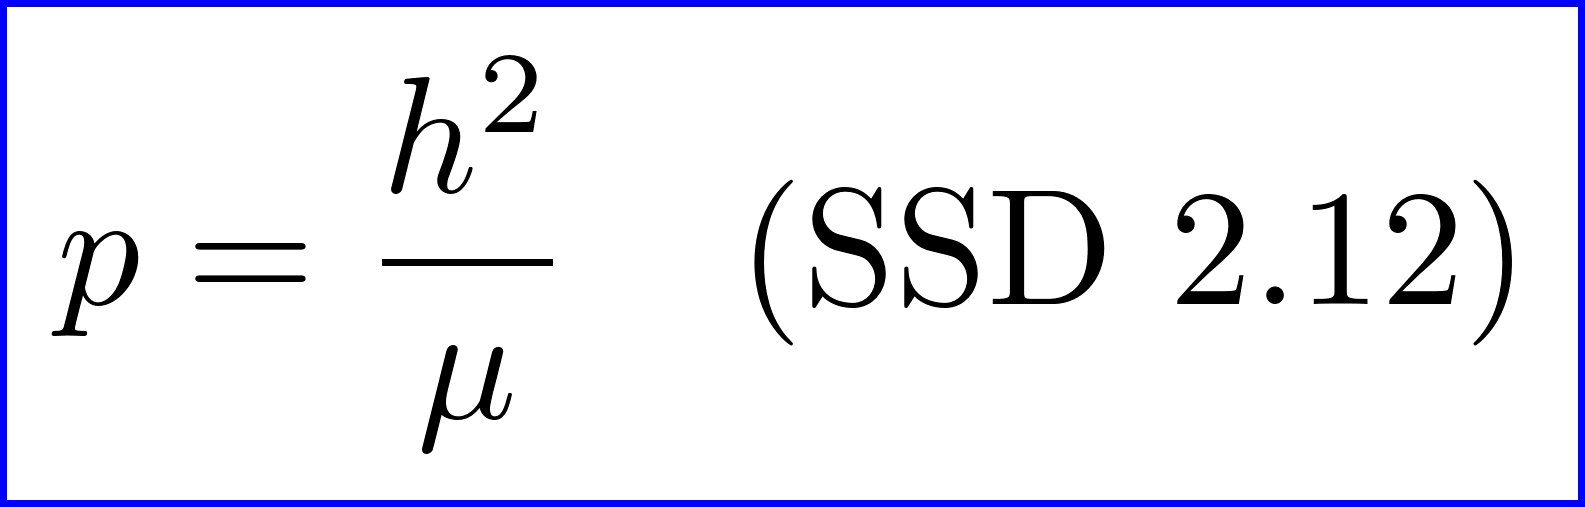 p = h²/μ (SSD 2.12)